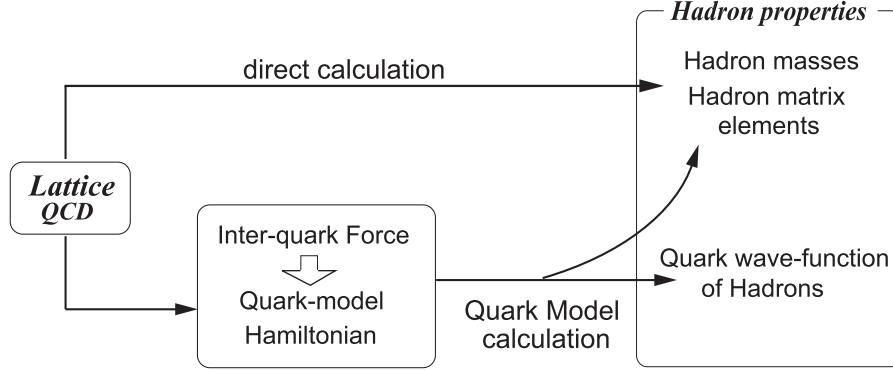 Hadron properties
direct calculation
Hadron masses
Hadron matrix
elements
Lattice
QCD
Inter-quark Force
Quark-model
Hamiltonian
Quark Model
calculation
Quark wave-function
of Hadrons